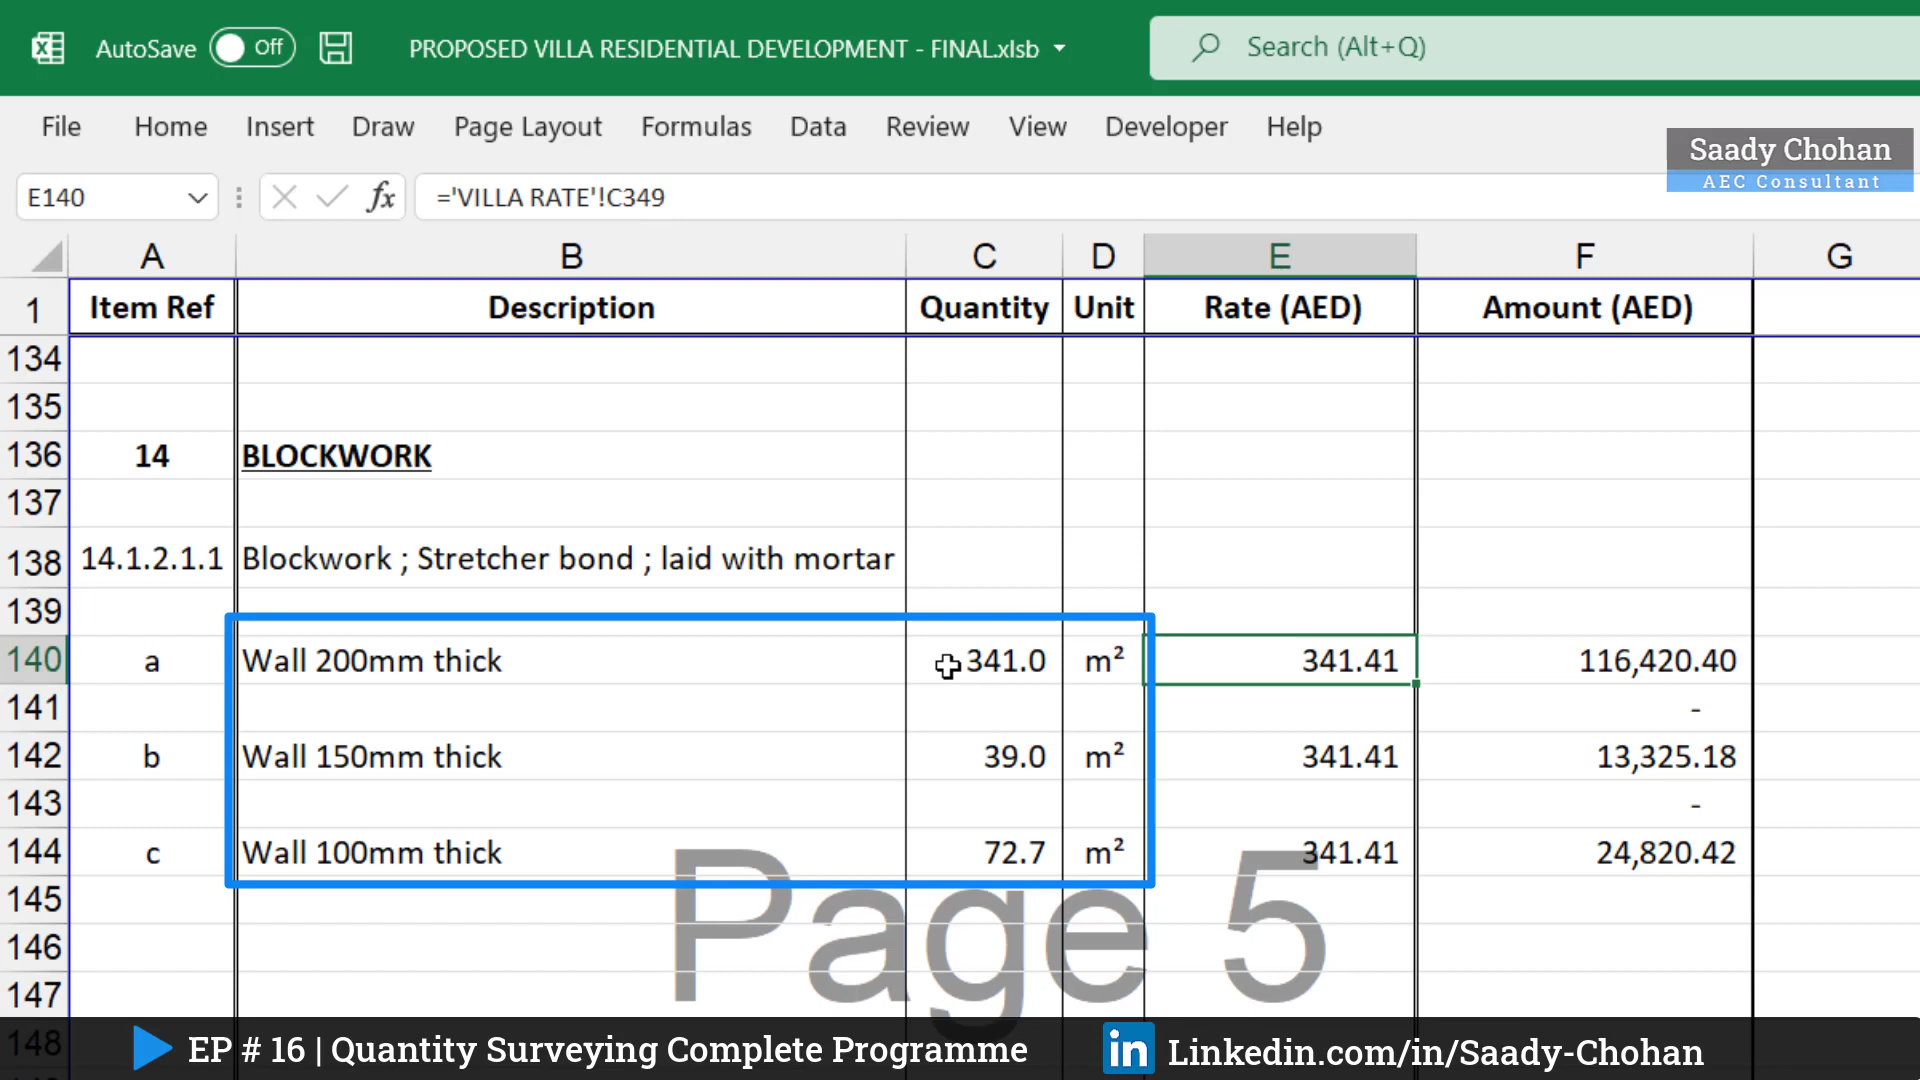 AutoSave Off PROPOSED VILLA RESIDENTIAL DEVELOPMENT - FINAL.xlsb Search (Alt+Q)
File Home Insert Draw Page Layout Formulas Data Review View Developer Help
Saady Chohan
AEC Consultant
E140 fx ='VILLA RATE'!C349
A B C D E F G
1 Item Ref Description Quantity Unit Rate (AED) Amount (AED)
134
135
136 14 BLOCKWORK
137
138 14.1.2.1.1 Blockwork ; Stretcher bond ; laid with mortar
139
140 a Wall 200mm thick 341.0 m² 341.41 116,420.40
141 -
142 b Wall 150mm thick 39.0 m² 341.41 13,325.18
143 -
144 c Wall 100mm thick 72.7 m² 341.41 24,820.42
145
Page 5
146
147
148
EP # 16 | Quantity Surveying Complete Programme in Linkedin.com/in/Saady-Chohan